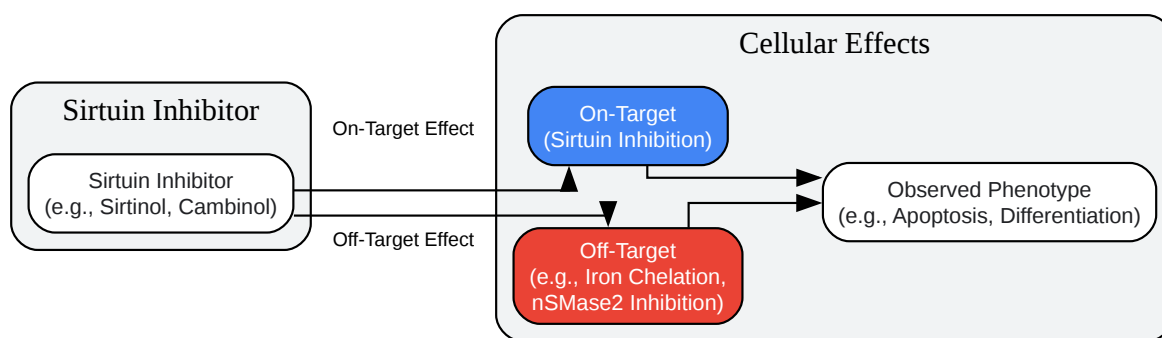 Cellular Effects
Sirtuin Inhibitor
On-Target Effect
On-Target
(Sirtuin Inhibition)
Sirtuin Inhibitor
(e.g., Sirtinol, Cambinol)
Observed Phenotype
(e.g., Apoptosis, Differentiation)
Off-Target Effect
Off-Target
(e.g., Iron Chelation,
nSMase2 Inhibition)